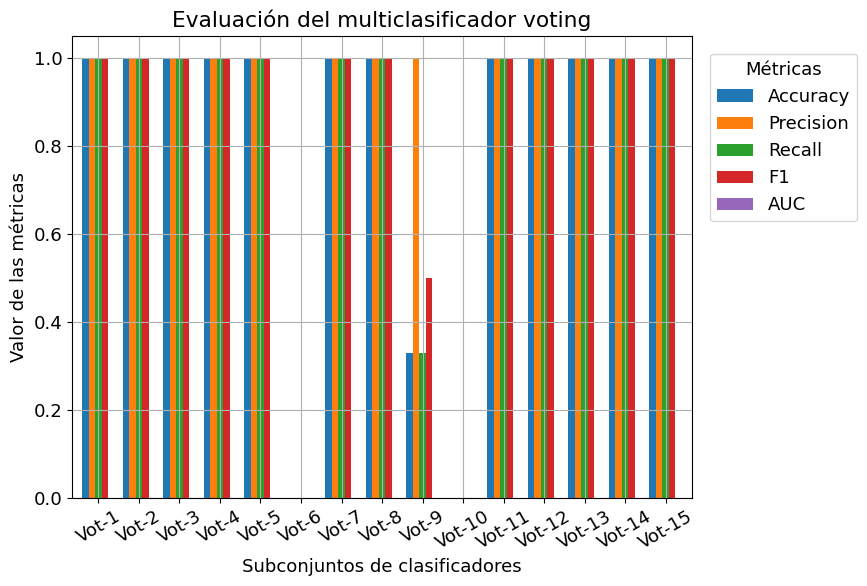 Evaluación del multiclasificador voting
Valor de las métricas
1.0
0.8
0.6
0.4
0.2
0.0
Vot-1 Vot-2 Vot-3 Vot-4 Vot-5 Vot-6 Vot-7 Vot-8 Vot-9 Vot-10 Vot-11 Vot-12 Vot-13 Vot-14 Vot-15
Subconjuntos de clasificadores
Métricas
Accuracy
Precision
Recall
F1
AUC